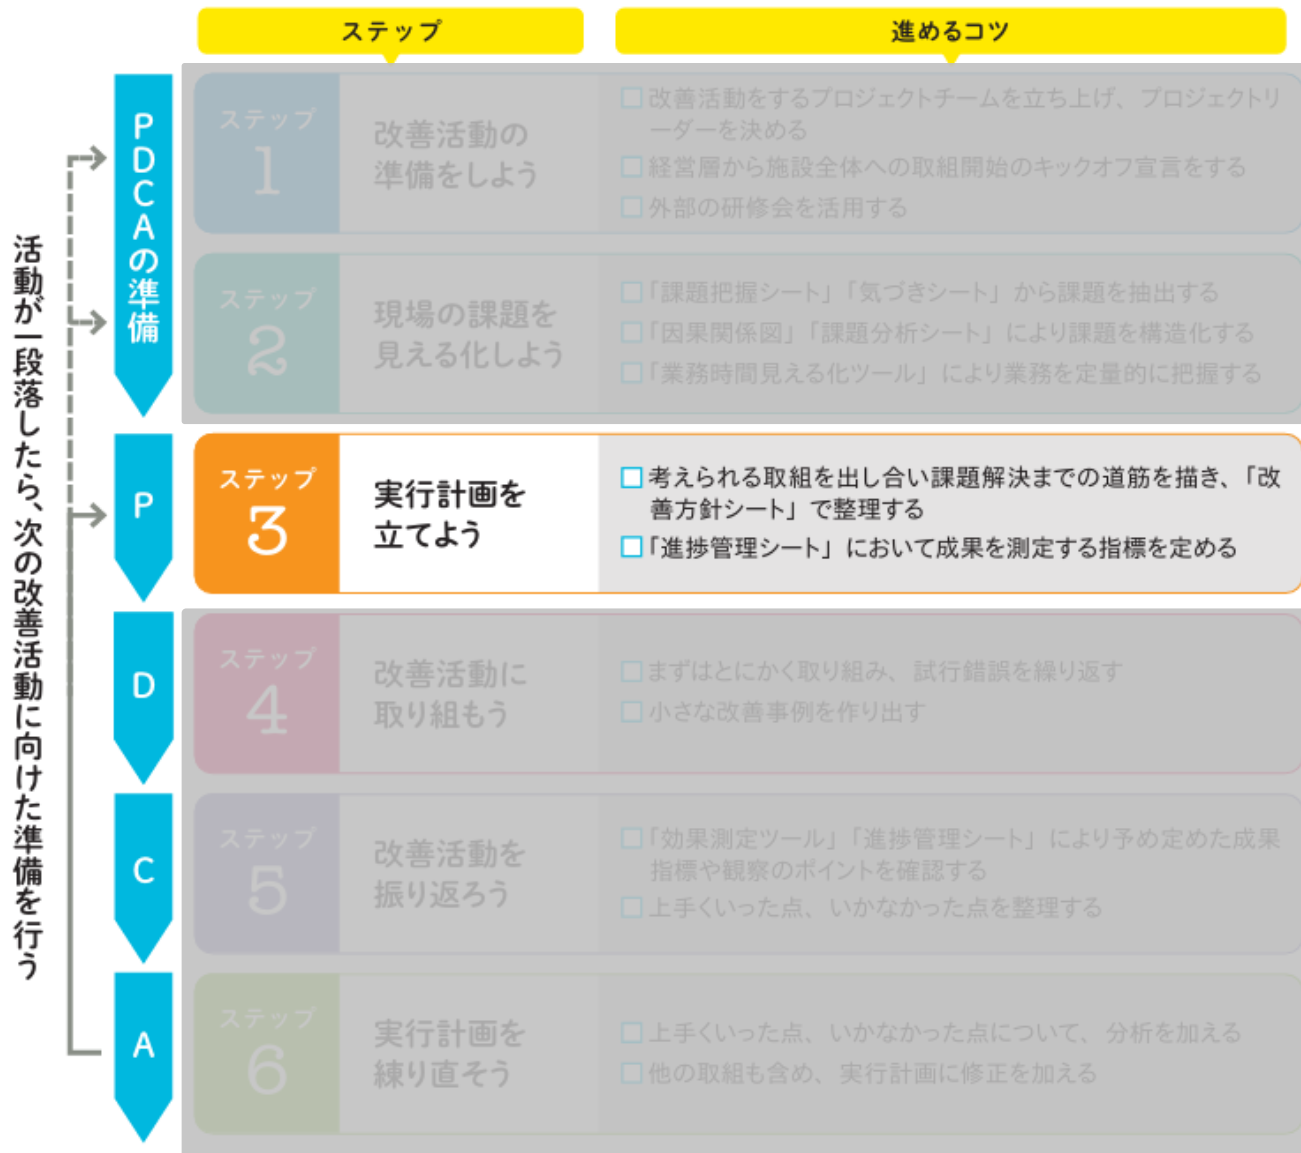 ステップ
進めるコツ
活動が一段落したら、次の改善活動に向けた準備を行う
PDCAの準備
ステップ
1
改善活動の
準備をしよう
□改善活動をするプロジェクトチームを立ち上げ、プロジェクトリ
ーダーを決める
□経営層から施設全体への取組開始のキックオフ宣言をする
□外部の研修会を活用する
ステップ
2
現場の課題を
見える化しよう
□「課題把握シート」「気づきシート」から課題を抽出する
□「因果関係図」「課題分析シート」により課題を構造化する
□「業務時間見える化ツール」により業務を定量的に把握する
P
ステップ
3
実行計画を
立てよう
□考えられる取組を出し合い課題解決までの道筋を描き、「改
善方針シート」で整理する
□「進捗管理シート」において成果を測定する指標を定める
D
ステップ
4
改善活動に
取り組もう
□まずはとにかく取り組み、試行錯誤を繰り返す
□小さな改善事例を作り出す
C
ステップ
5
改善活動を
振り返ろう
□「効果測定ツール」「進捗管理シート」により予め定めた成果
指標や観察のポイントを確認する
□上手くいった点、いかなかった点を整理する
A
ステップ
6
実行計画を
練り直そう
□上手くいった点、いかなかった点について、分析を加える
□他の取組も含め、実行計画に修正を加える